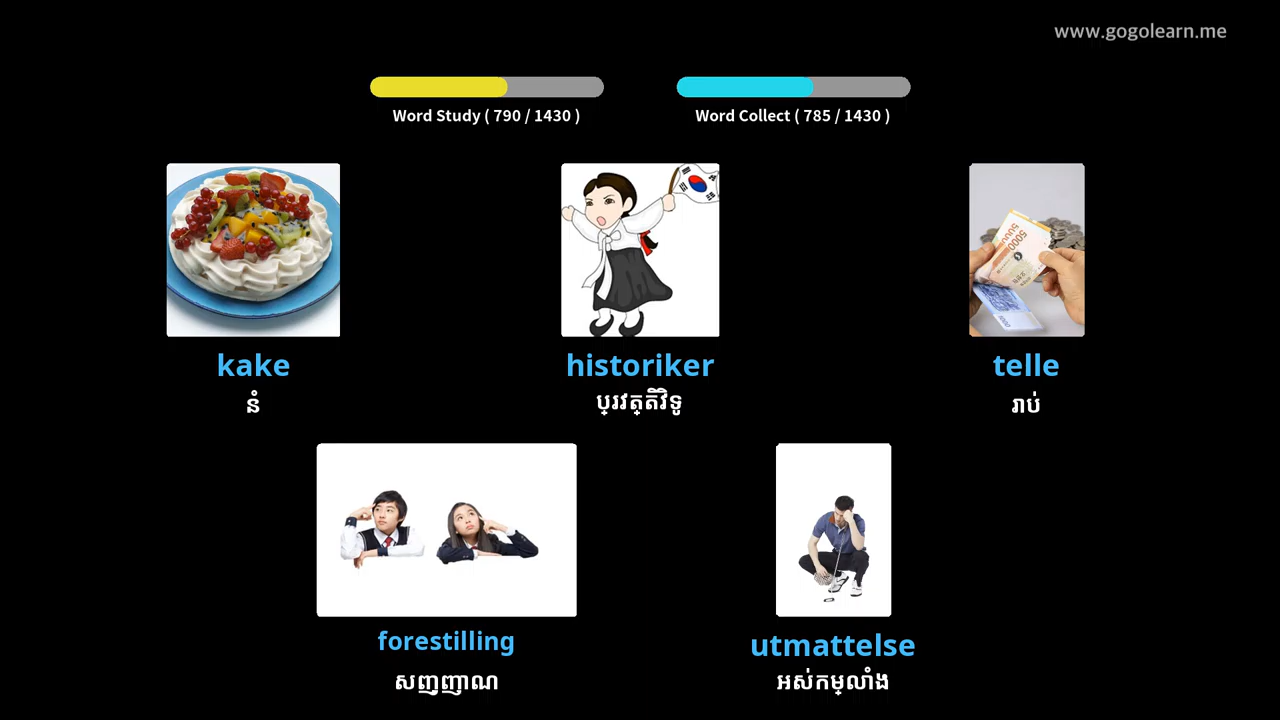 www.gogolearn.me
Word Study ( 790 / 1430 )
Word Collect ( 785 / 1430 )
kake
នំ
historiker
ប្រវត្តិវិទូ
telle
រាប់
forestilling
សញ្ញាណ
utmattelse
អស់កម្លាំង